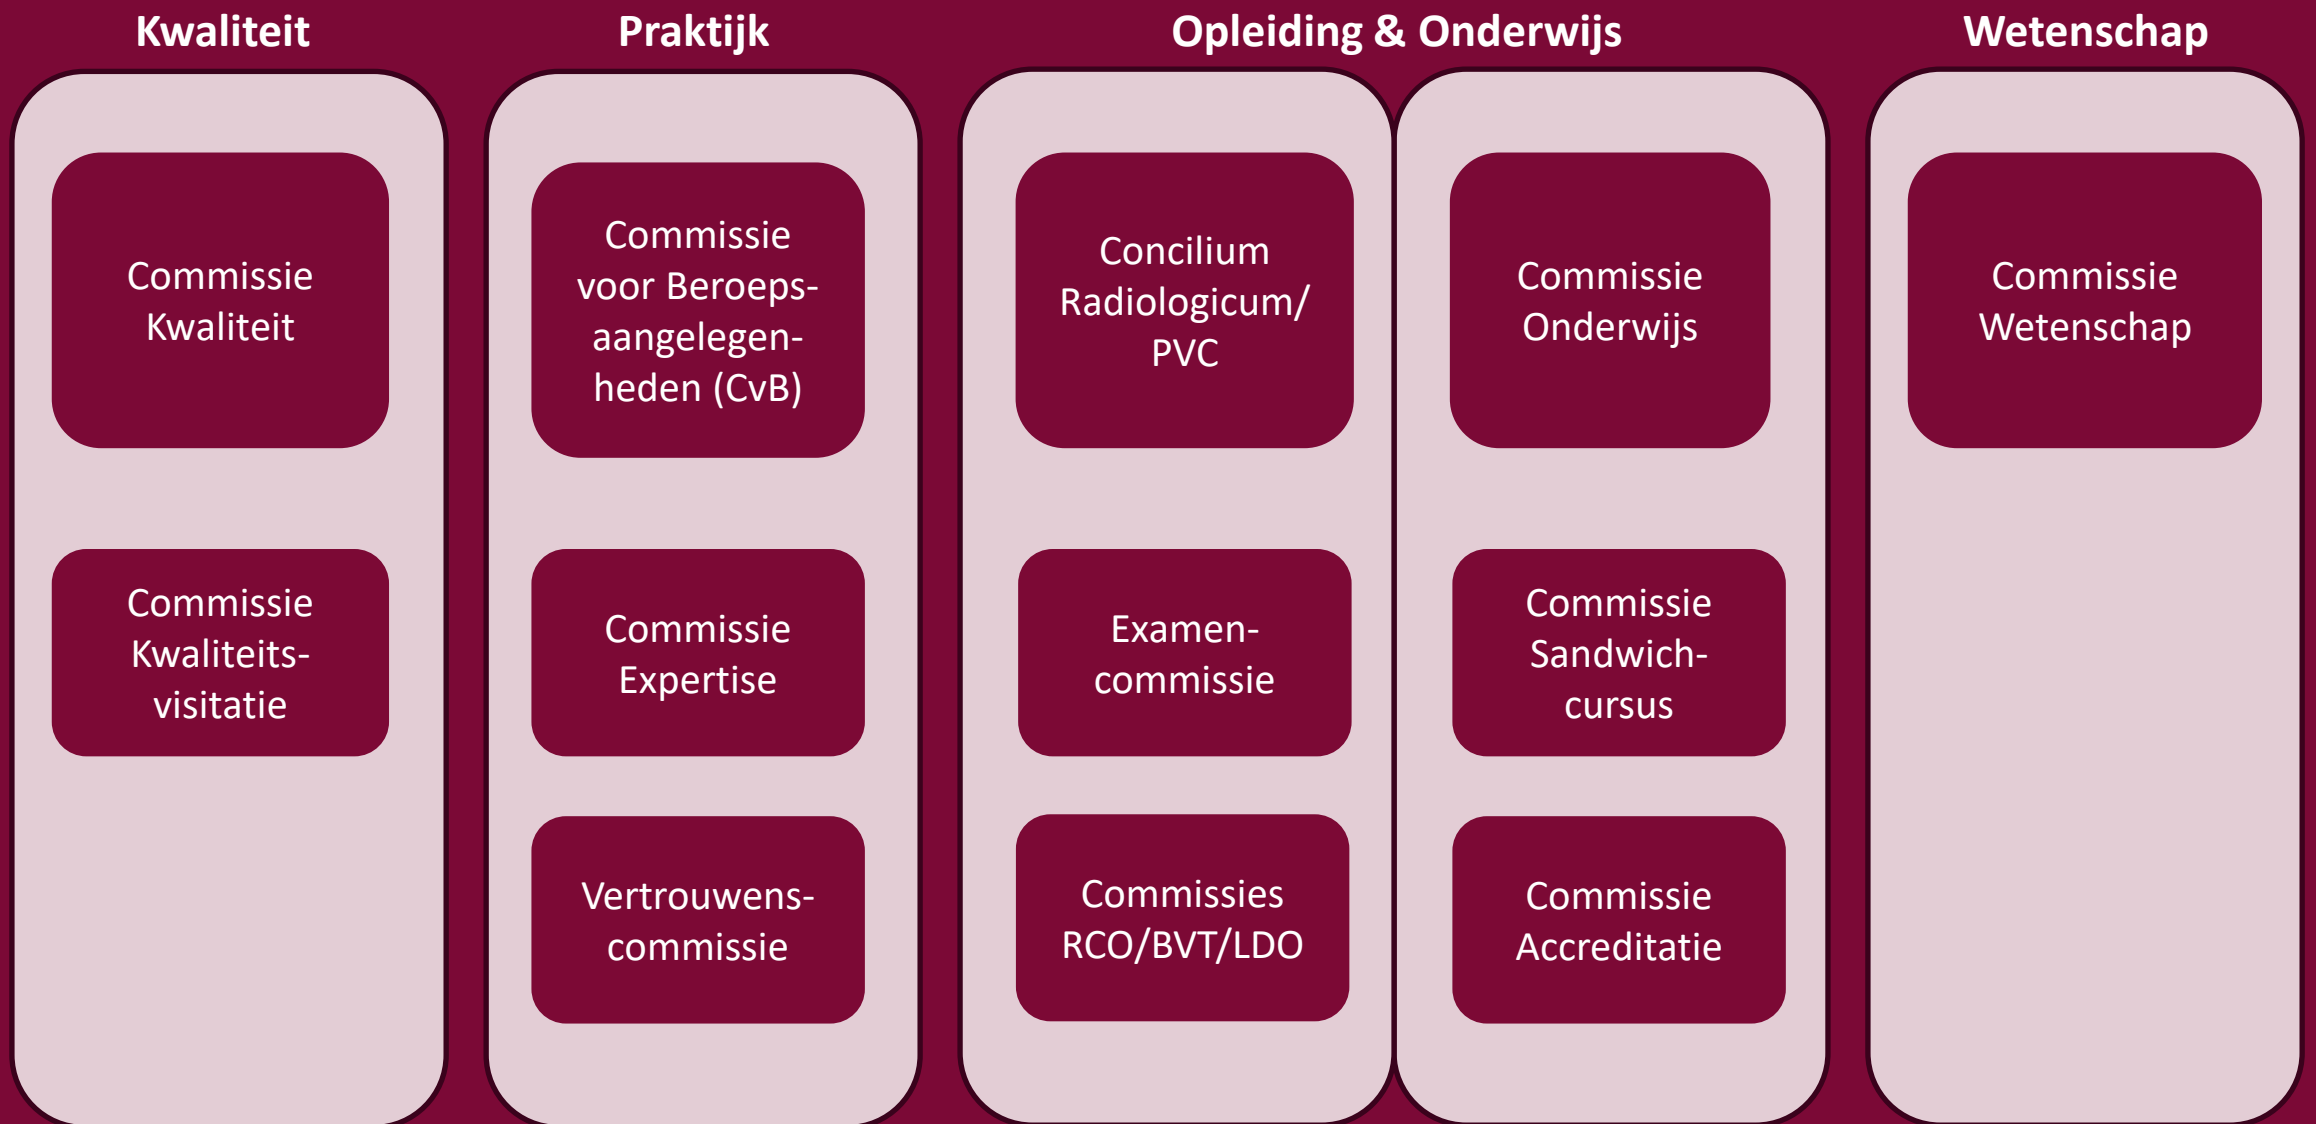 Kwaliteit
Commissie
Kwaliteit
Commissie
Kwaliteits-
visitatie
Praktijk
Commissie
voor Beroeps-
aangelegen-
heden (CvB)
Commissie
Expertise
Vertrouwens-
commissie
Opleiding & Onderwijs
Concilium
Radiologicum/
PVC
Examen-
commissie
Commissies
RCO/BVT/LDO
Commissie
Onderwijs
Commissie
Sandwich-
cursus
Commissie
Accreditatie
Wetenschap
Commissie
Wetenschap